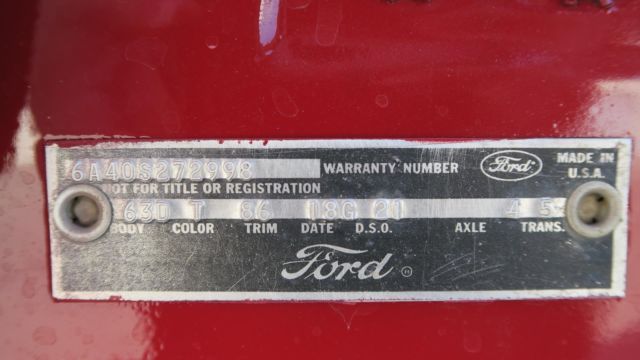 6A40S272998 WARRANTY NUMBER Ford MADE IN U.S.A.
NOT FOR TITLE OR REGISTRATION
63D T 86 18G 21 4 5
BODY COLOR TRIM DATE D.S.O. AXLE TRANS.
Ford